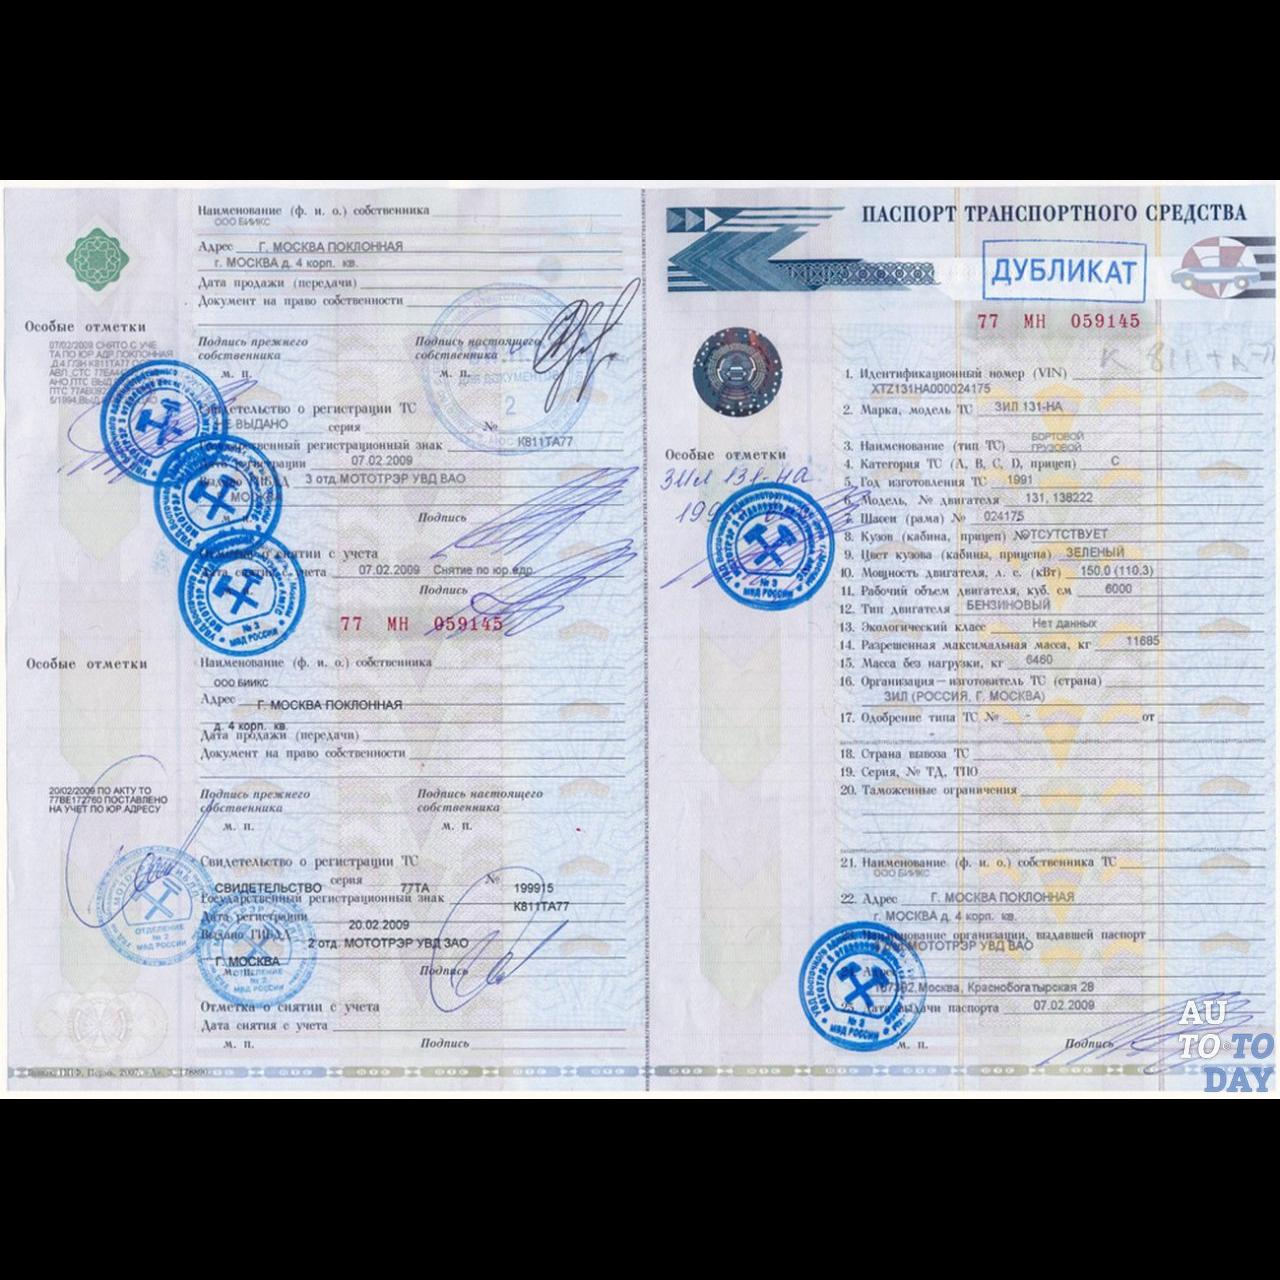 Наименование (ф. и. о.) собственника
ООО БИИКС
Адрес Г. МОСКВА ПОКЛОННАЯ
г. МОСКВА д. 4 корп. кв.
Дата продажи (передачи)
Документ на право собственности
Особые отметки
Подпись прежнего собственника
Подпись настоящего собственника
м. п.
м. п.
07/02/2009 СНЯТО С УЧЕ
ТА ПО ЮР АДР.ПОКЛОННАЯ
Свидетельство о регистрации ТС
НЕ ВЫДАНО серия №
Государственный регистрационный знак К811ТА77
Дата регистрации 07.02.2009
Выдано ГИБДД 3 отд.МОТОТРЭР УВД ВАО
МОСКВА
м. п. Подпись
Отметка о снятии с учета
Дата снятия с учета 07.02.2009 Снятие по юр.едр.
Подпись
77 МН 059145
Особые отметки
Наименование (ф. и. о.) собственника
ООО БИИКС
Адрес Г. МОСКВА ПОКЛОННАЯ
д. 4 корп. кв.
Дата продажи (передачи)
Документ на право собственности
20/02/2009 ПО АКТУ ТО
77ВЕ172760 ПОСТАВЛЕНО
НА УЧЕТ ПО ЮР.АДРЕСУ
Подпись прежнего собственника
Подпись настоящего собственника
м. п.
м. п.
Свидетельство о регистрации ТС
СВИДЕТЕЛЬСТВО серия 77ТА № 199915
Государственный регистрационный знак К811ТА77
Дата регистрации 20.02.2009
Выдано ГИБДД 2 отд. МОТОТРЭР УВД ЗАО
Г. МОСКВА
м. п. Подпись
Отметка о снятии с учета
Дата снятия с учета
м. п. Подпись
ПАСПОРТ ТРАНСПОРТНОГО СРЕДСТВА
ДУБЛИКАТ
77 МН 059145
1. Идентификационный номер (VIN)
XTZ131HA000024175
2. Марка, модель ТС ЗИЛ 131-НА
3. Наименование (тип ТС) БОРТОВОЙ ГРУЗОВОЙ
4. Категория ТС (A, B, C, D, прицеп) С
Особые отметки
ЗИЛ 131-НА
5. Год изготовления ТС 1991
6. Модель, № двигателя 131, 138222
7. Шасси (рама) № 024175
8. Кузов (кабина, прицеп) № ОТСУТСТВУЕТ
9. Цвет кузова (кабины, прицепа) ЗЕЛЕНЫЙ
10. Мощность двигателя, л. с. (кВт) 150.0 (110.3)
11. Рабочий объем двигателя, куб. см 6000
12. Тип двигателя БЕНЗИНОВЫЙ
13. Экологический класс Нет данных
14. Разрешенная максимальная масса, кг 11685
15. Масса без нагрузки, кг 6460
16. Организация—изготовитель ТС (страна)
ЗИЛ (РОССИЯ, Г. МОСКВА)
17. Одобрение типа ТС № - от
18. Страна вывоза ТС
19. Серия, № ТД, ТПО
20. Таможенные ограничения
21. Наименование (ф. и. о.) собственника ТС
ООО БИИКС
22. Адрес Г. МОСКВА ПОКЛОННАЯ
г. МОСКВА д. 4 корп. кв.
23. Наименование организации, выдавшей паспорт
МОТОТРЭР УВД ВАО
24. Адрес
Москва, Краснобогатырская 28
25. Дата выдачи паспорта 07.02.2009
м. п. Подпись
AU
TO TO
DAY